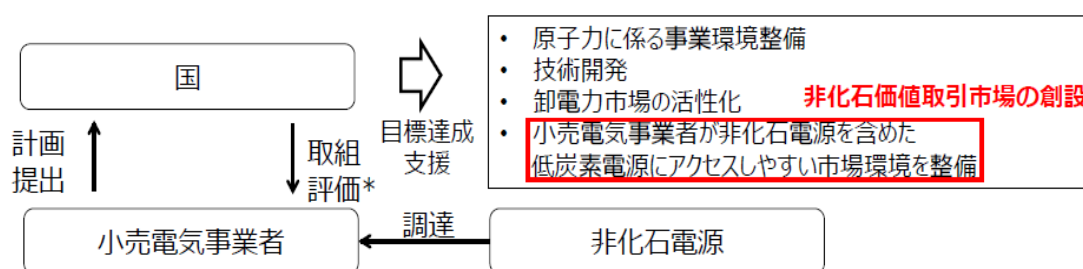 国
計画
提出
取組
評価*
目標達成
支援
• 原子力に係る事業環境整備
• 技術開発
• 卸電力市場の活性化
非化石価値取引市場の創設
• 小売電気事業者が非化石電源を含めた
低炭素電源にアクセスしやすい市場環境を整備
小売電気事業者
調達
非化石電源